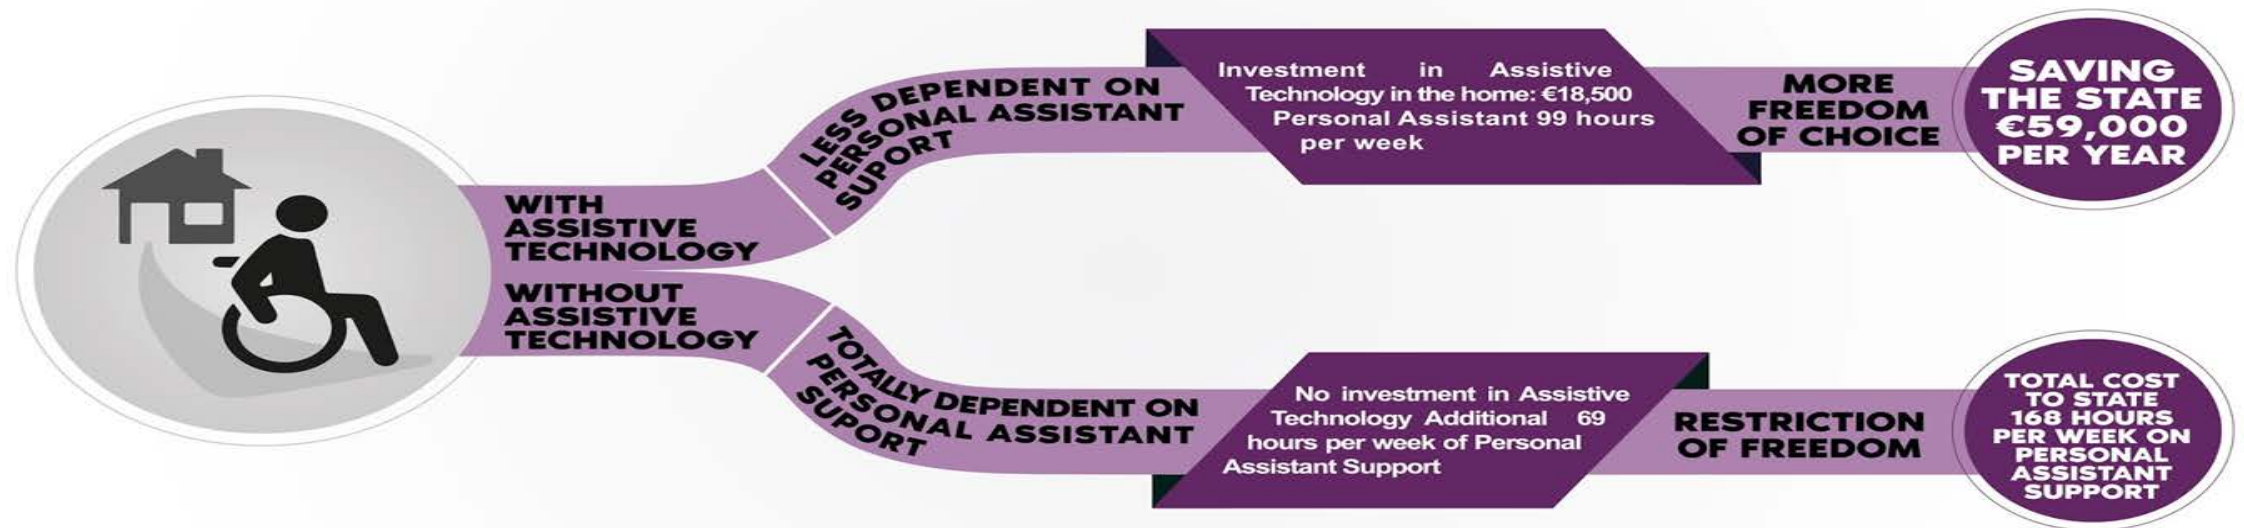 WITH
ASSISTIVE
TECHNOLOGY
LESS DEPENDENT ON
PERSONAL ASSISTANT
SUPPORT
Investment in Assistive
Technology in the home: €18,500
Personal Assistant 99 hours
per week
MORE
FREEDOM
OF CHOICE
SAVING
THE STATE
€59,000
PER YEAR
WITHOUT
ASSISTIVE
TECHNOLOGY
TOTALLY DEPENDENT ON
PERSONAL ASSISTANT
SUPPORT
No investment in Assistive
Technology Additional 69
hours per week of Personal
Assistant Support
RESTRICTION
OF FREEDOM
TOTAL COST
TO STATE
168 HOURS
PER WEEK ON
PERSONAL
ASSISTANT
SUPPORT